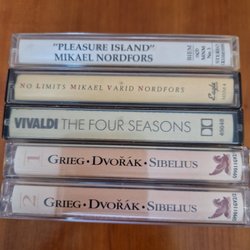 "PLEASURE ISLAND"
MIKAEL NORDFORS
NO LIMITS MIKAEL VARID NORDFORS
VIVALDI THE FOUR SEASONS
1 GRIEG · DVOŘÁK · SIBELIUS
2 GRIEG · DVOŘÁK · SIBELIUS